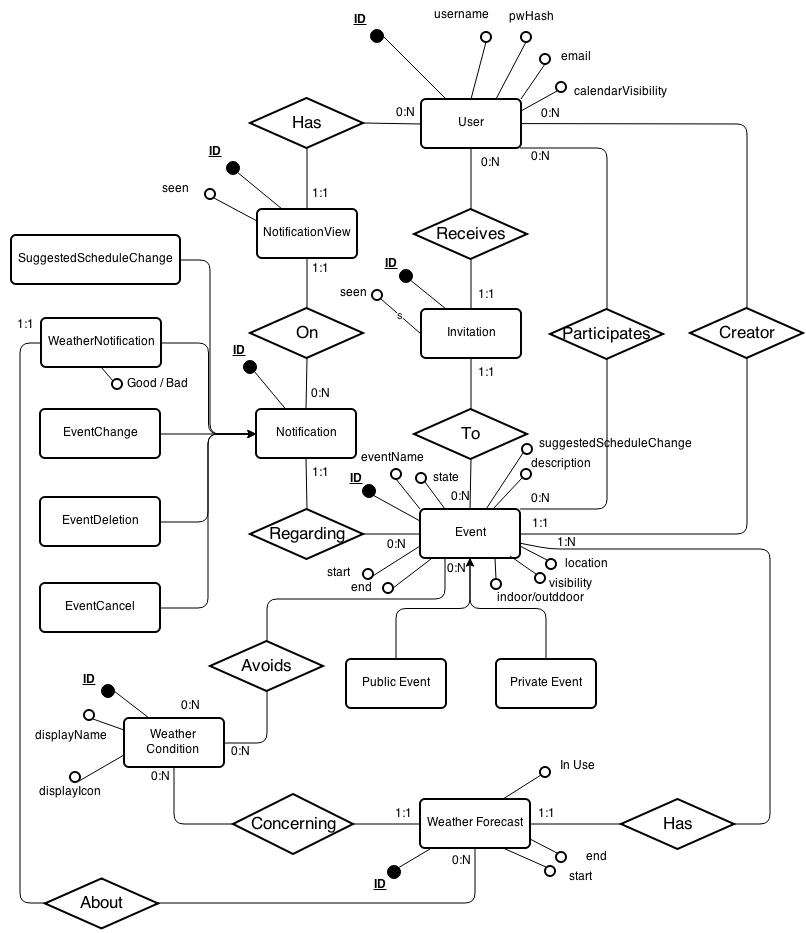 username
pwHash
ID
email
calendarVisibility
0:N
0:N
Has
User
ID
0:N
0:N
seen
1:1
NotificationView
Receives
SuggestedScheduleChange
1:1
ID
seen
1:1
s
1:1
WeatherNotification
On
Invitation
Participates
Creator
ID
1:1
Good / Bad
0:N
EventChange
Notification
To
suggestedScheduleChange
eventName
description
1:1
ID
state
0:N
0:N
EventDeletion
1:1
Regarding
Event
0:N
1:N
start
0:N
location
end
visibility
indoor/outddoor
EventCancel
Avoids
ID
Public Event
Private Event
0:N
displayName
Weather
Condition
0:N
0:N
In Use
displayIcon
1:1
1:1
Concerning
Weather Forecast
Has
0:N
end
ID
start
About